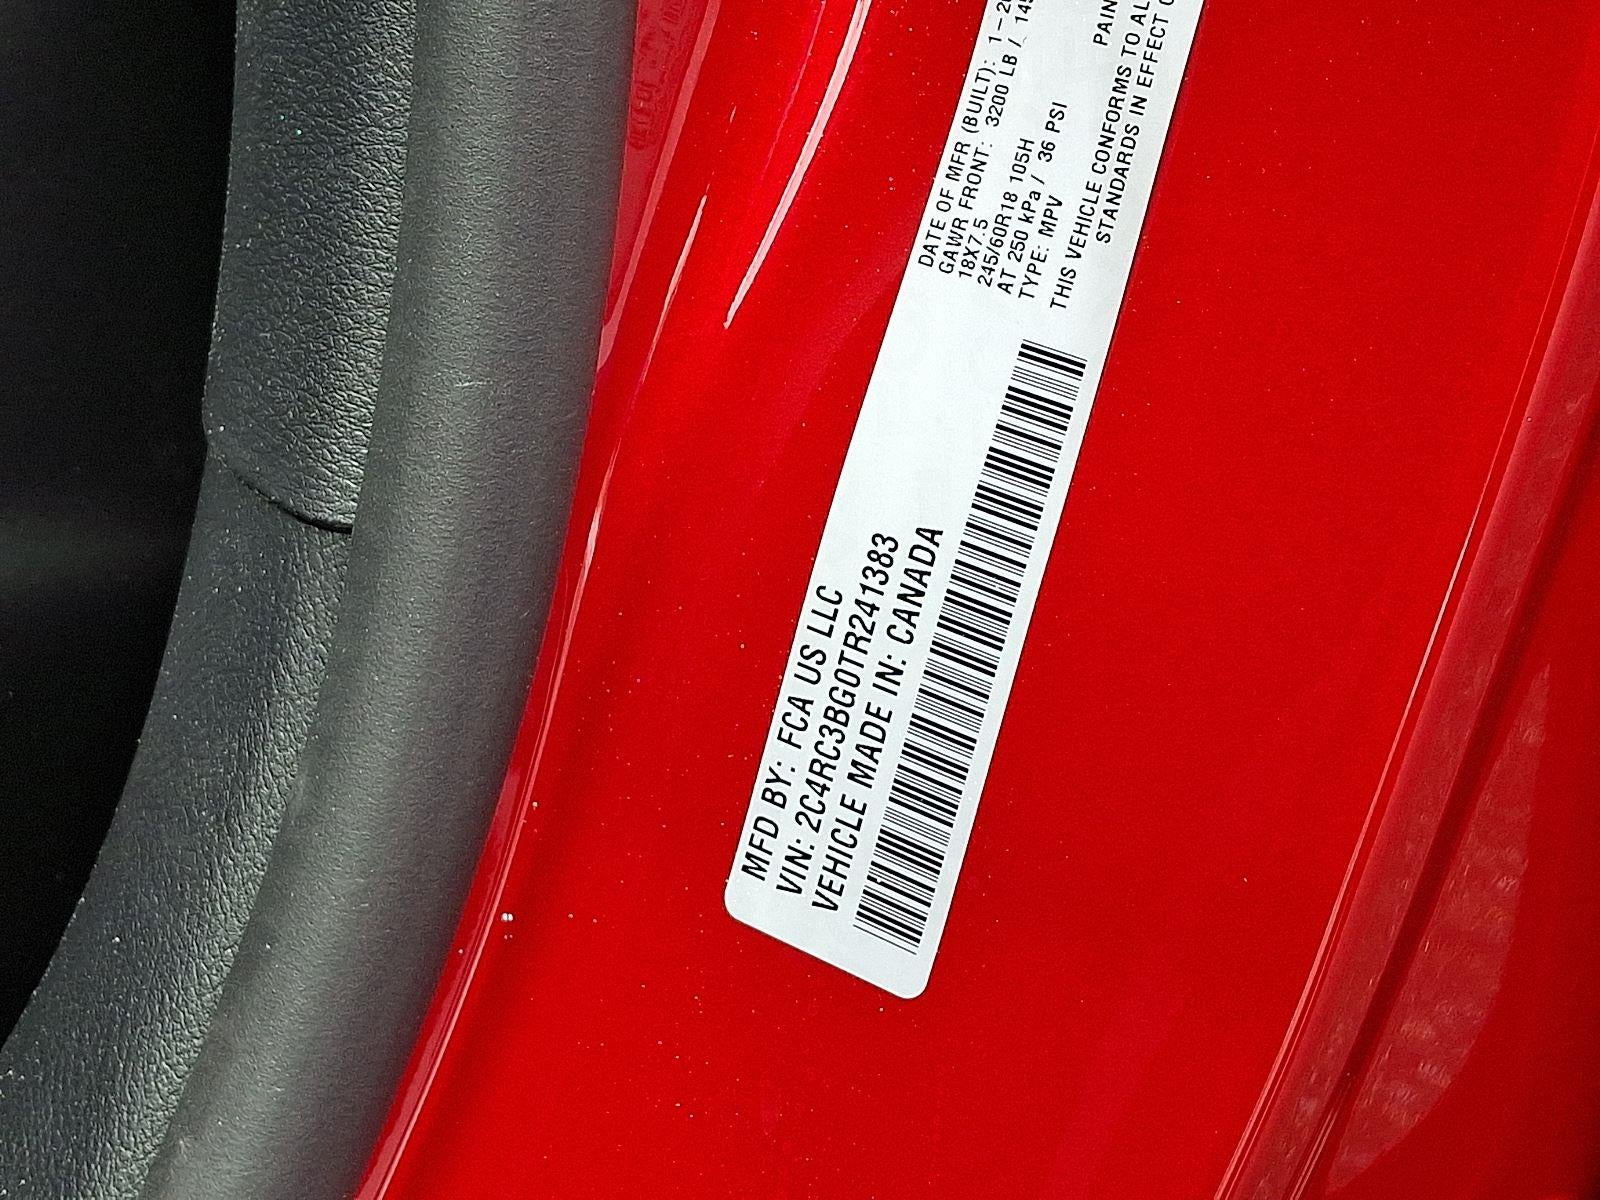 MFD BY: FCA US LLC
VIN: 2C4RC3BG0TR241383
VEHICLE MADE IN: CANADA
DATE OF MFR (BUILT): 1-
GAWR FRONT: 3200 LB /
18X7.5
245/60R18 105H
AT 250 kPa / 36 PSI
TYPE: MPV
THIS VEHICLE CONFORMS TO
STANDARDS IN EFFECT